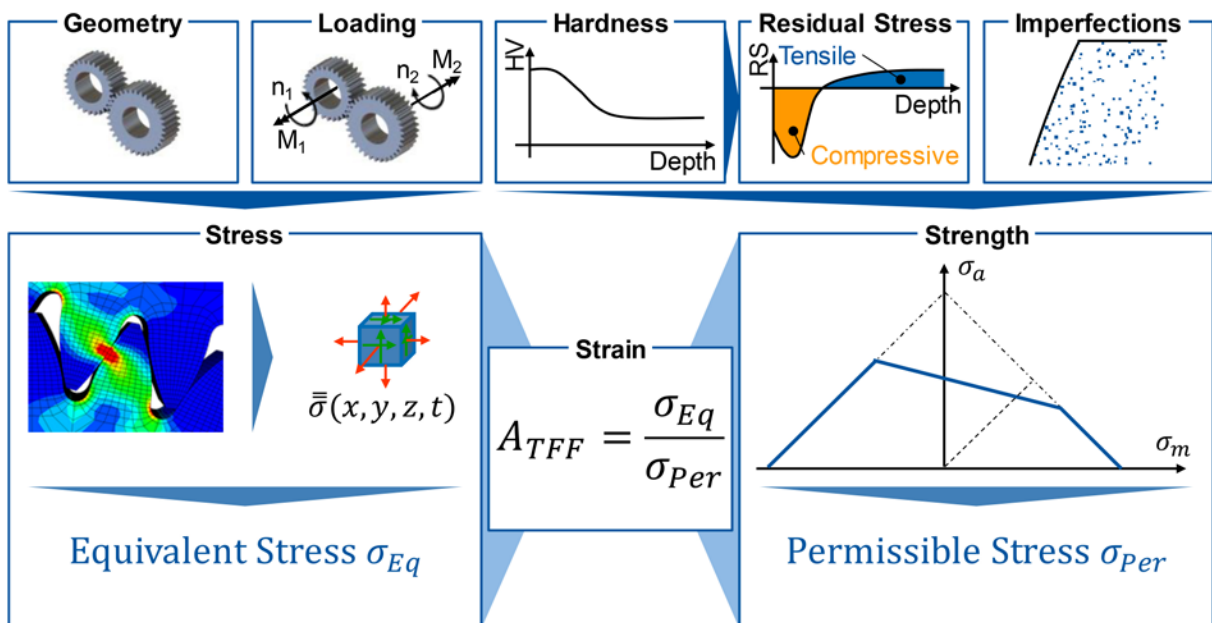 Geometry
Loading
n1
M1
n2
M2
Hardness
HV
Depth
Residual Stress
RS
Tensile
Depth
Compressive
Imperfections
Stress
σ̿(x, y, z, t)
Equivalent Stress σEq
Strain
ATFF = σEq / σPer
Strength
σa
σm
Permissible Stress σPer